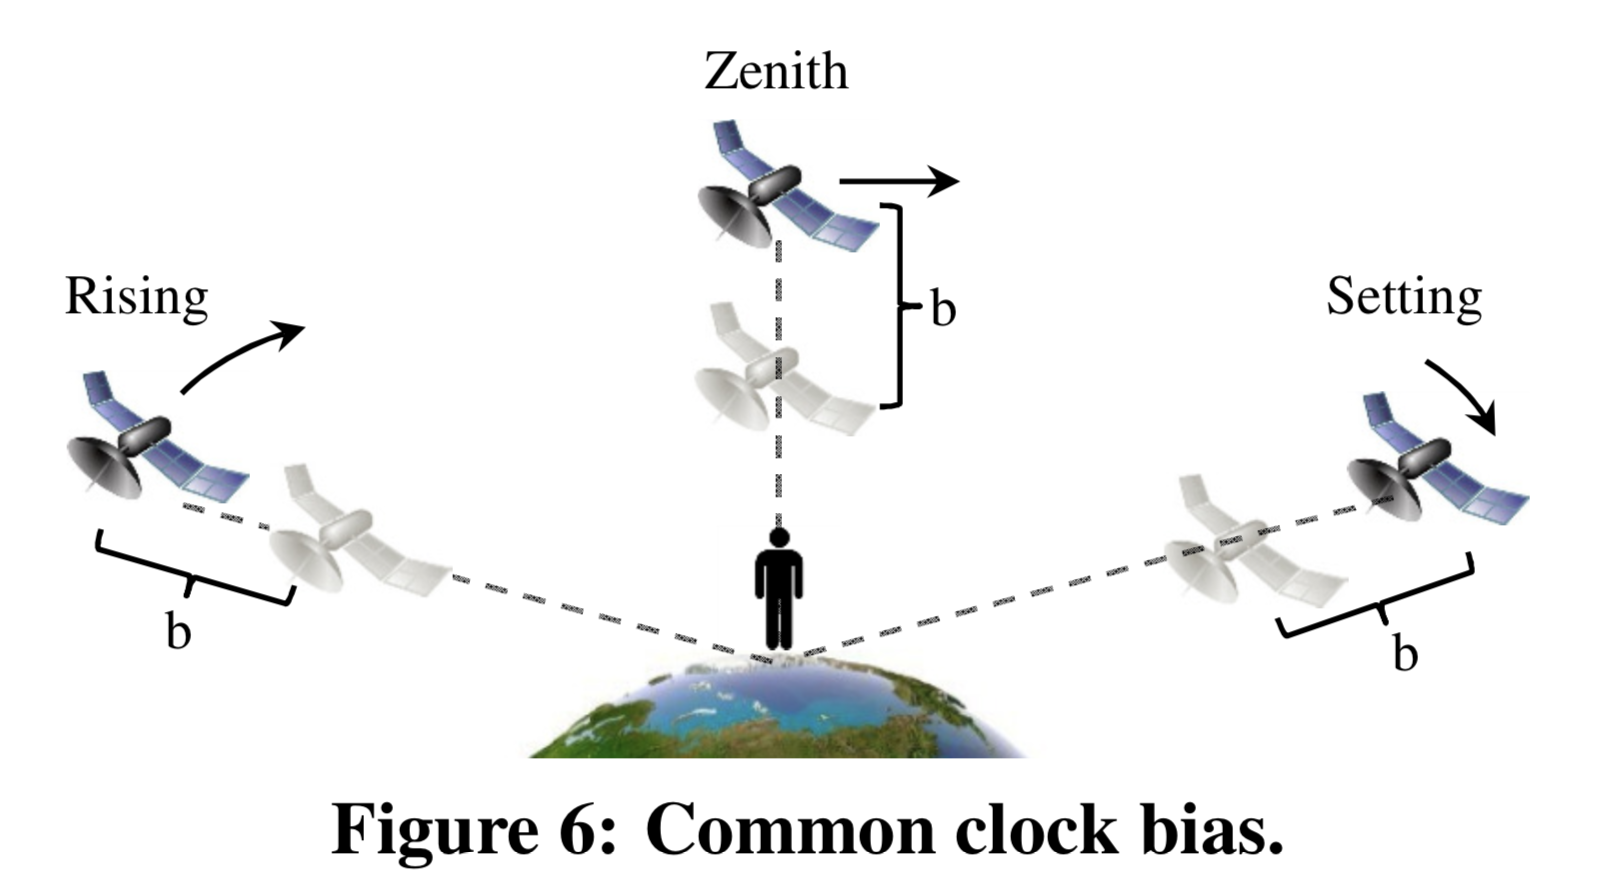 Zenith
Rising
Setting
b
b
b
Figure 6: Common clock bias.